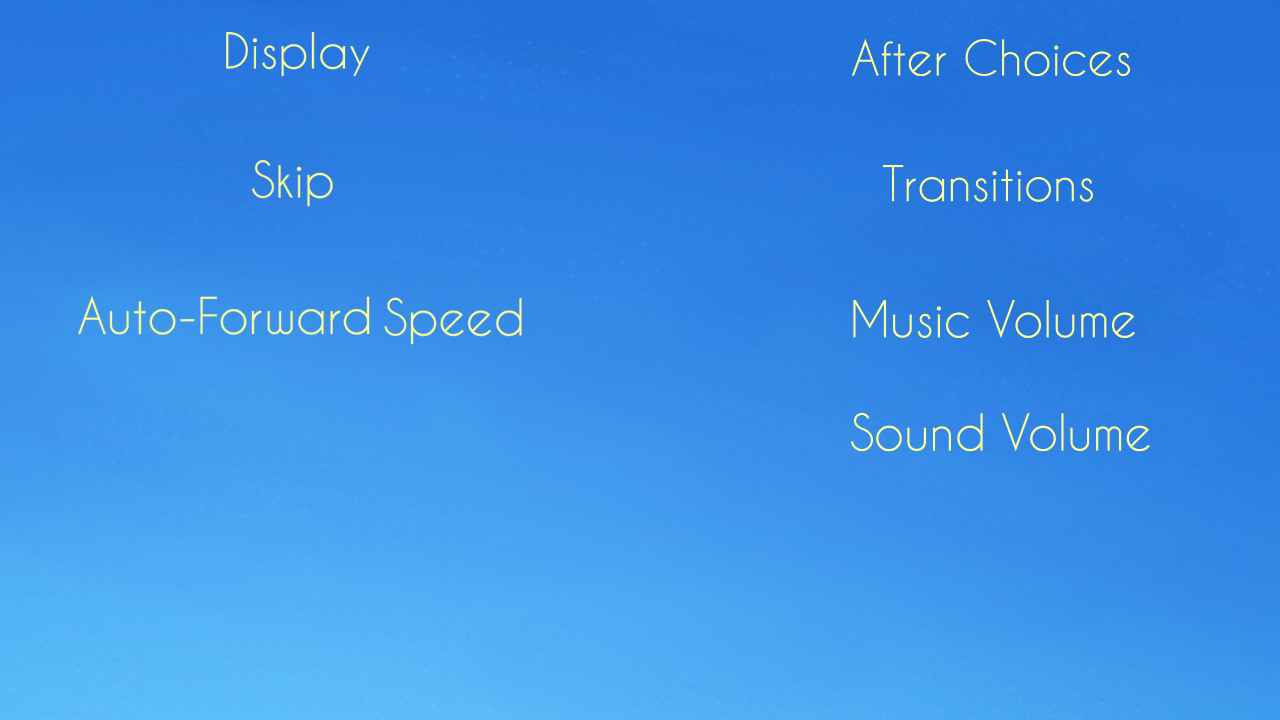 Display
Skip
Auto-Forward Speed
After Choices
Transitions
Music Volume
Sound Volume